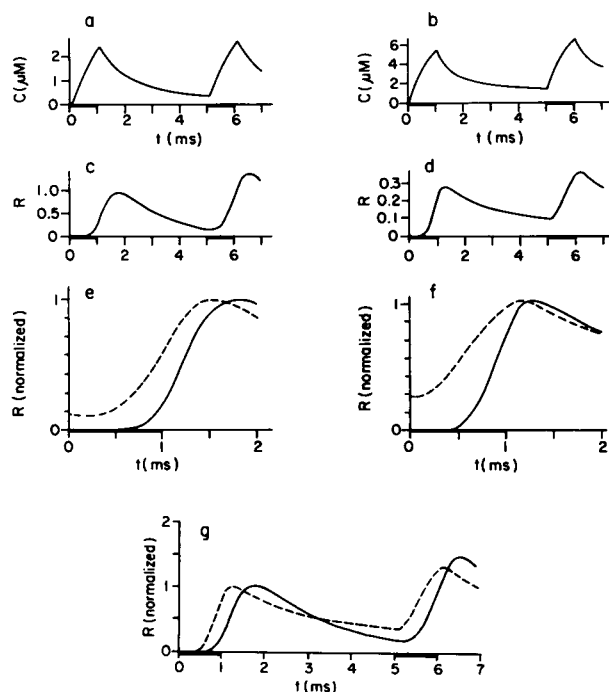 a
b
C(μM)
2
1
0
0 2 4 6
t (ms)
C(μM)
6
4
2
0
0 2 4 6
t (ms)
c
d
R
1.0
0.5
0
0 2 4 6
R
0.3
0.2
0.1
0
0 2 4 6
e
f
R (normalized)
1
0
0 1 2
t(ms)
R (normalized)
1
0
0 1 2
t(ms)
g
R (normalized)
2
1
0
0 1 2 3 4 5 6 7
t (ms)